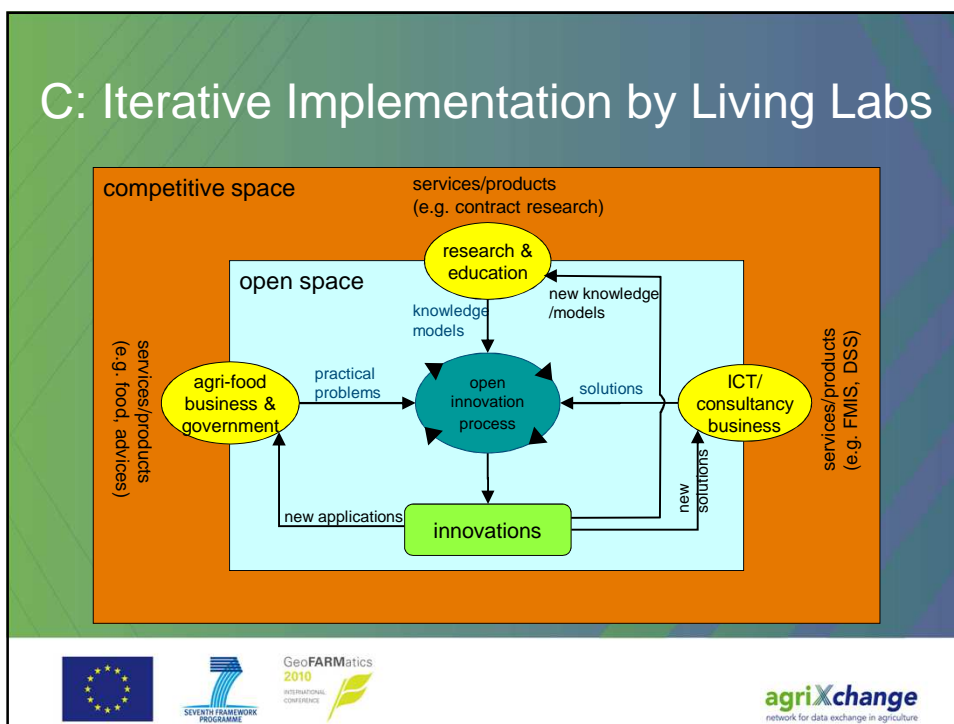 C: Iterative Implementation by Living Labs
competitive space
services/products
(e.g. contract research)
research &
education
open space
new knowledge
/models
knowledge
models
services/products
(e.g. food, advices)
agri-food
business &
government
practical
problems
open
innovation
process
solutions
ICT/
consultancy
business
services/products
(e.g. FMIS, DSS)
new applications
innovations
new
solutions
7
SEVENTH FRAMEWORK
PROGRAMME
GeoFARMatics
2010
INTERNATIONAL
CONFERENCE
agriXchange
network for data exchange in agriculture